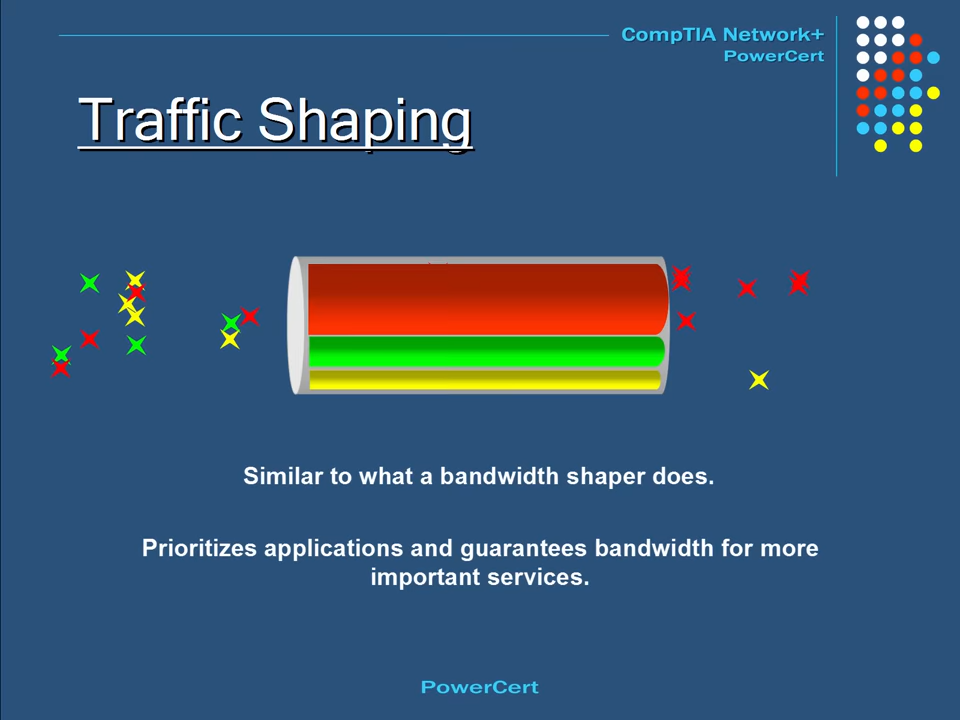 CompTIA Network+
PowerCert
Traffic Shaping
Similar to what a bandwidth shaper does.
Prioritizes applications and guarantees bandwidth for more
important services.
PowerCert